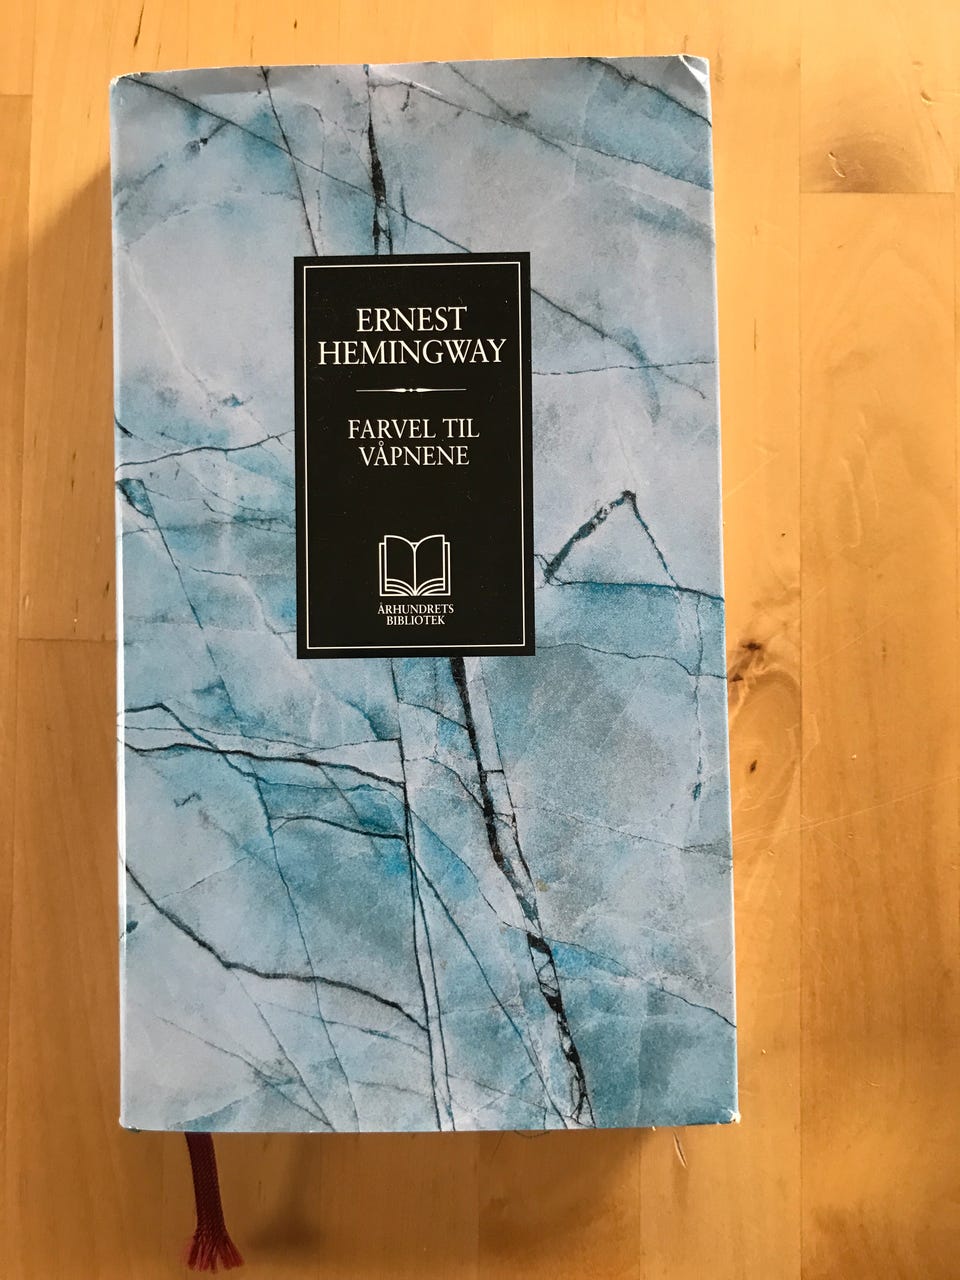 ERNEST
HEMINGWAY
FARVEL TIL
VÅPNENE
ÅRHUNDRETS
BIBLIOTEK